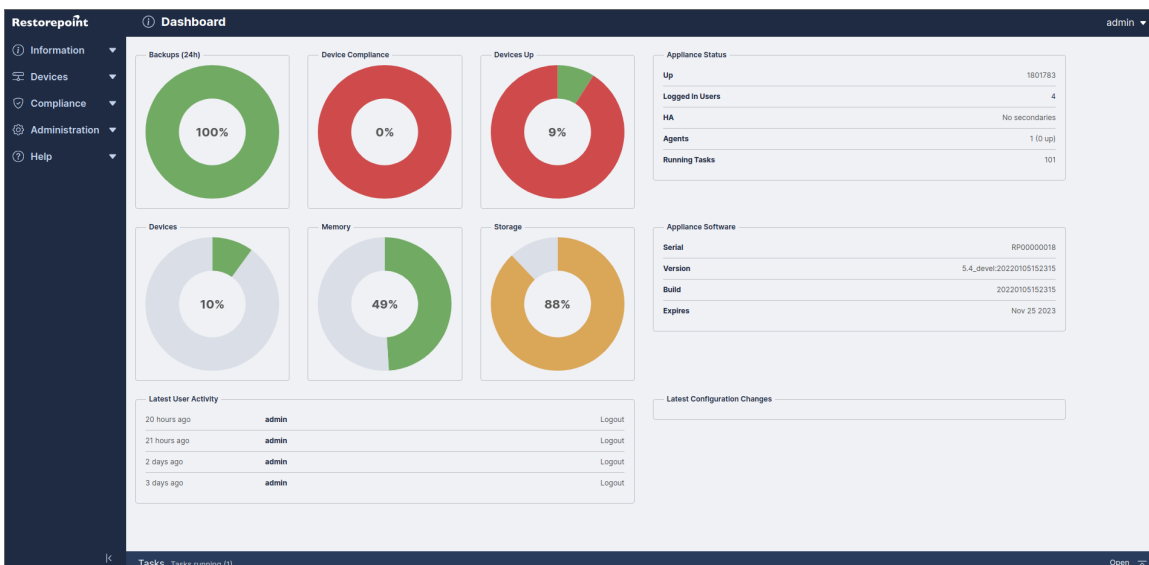 Restorepoint
Dashboard
admin
Information
Devices
Compliance
Administration
Help
Backups (24h)
100%
Device Compliance
0%
Devices Up
9%
Appliance Status
Up 1801783
Logged In Users 4
HA No secondaries
Agents 1 (0 up)
Running Tasks 101
Devices
10%
Memory
49%
Storage
88%
Appliance Software
Serial RP00000018
Version 5.4_devel:20220105152315
Build 20220105152315
Expires Nov 25 2023
Latest User Activity
20 hours ago admin Logout
21 hours ago admin Logout
2 days ago admin Logout
3 days ago admin Logout
Latest Configuration Changes
Tasks Tasks running (1)
Open